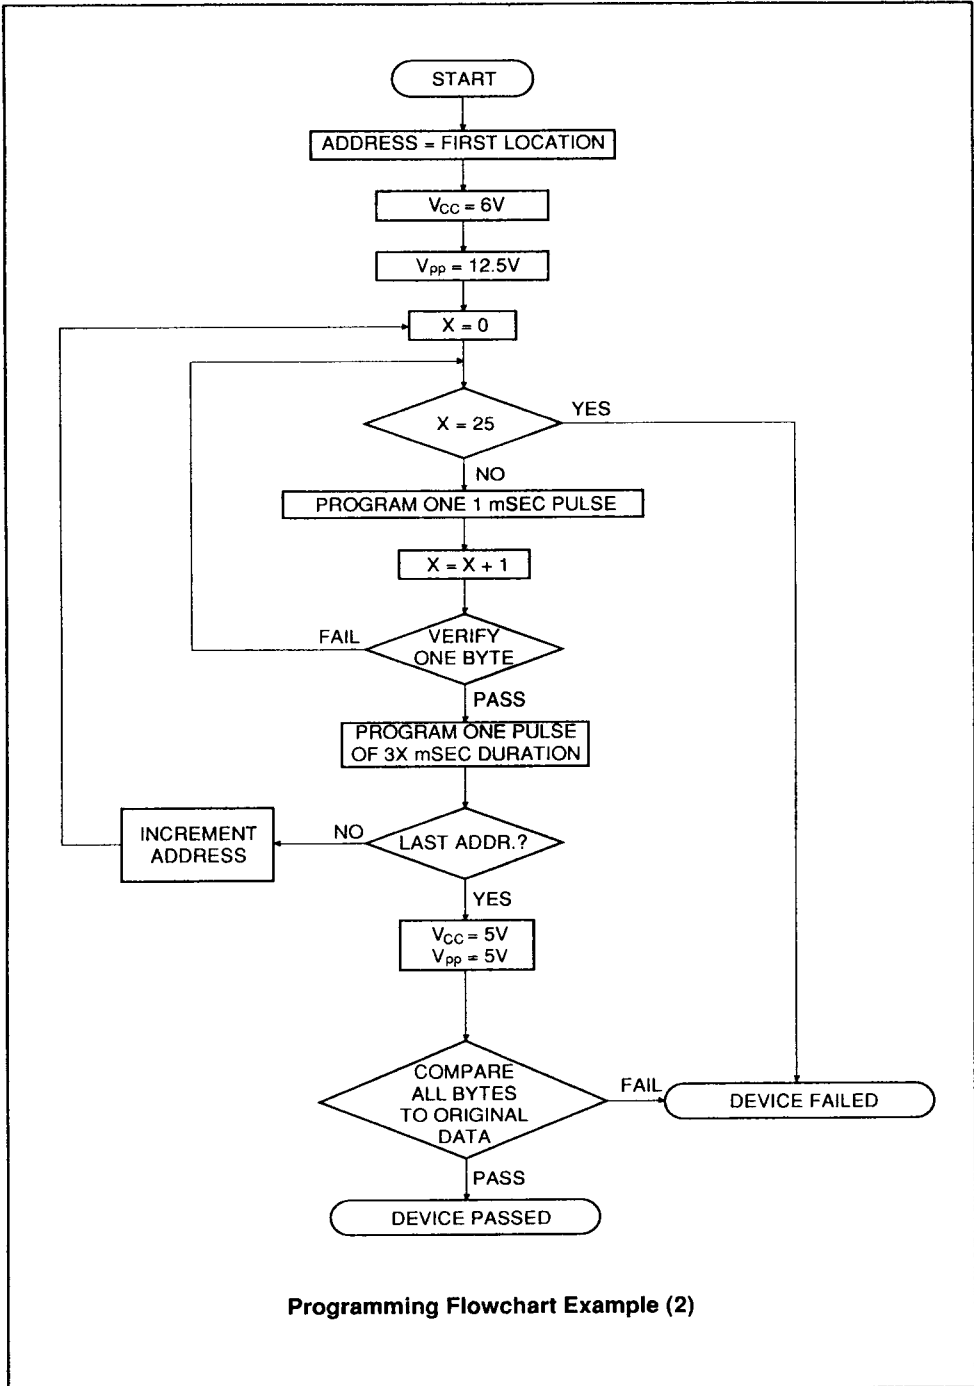 START
ADDRESS = FIRST LOCATION
VCC = 6V
Vpp = 12.5V
X = 0
X = 25
YES
NO
PROGRAM ONE 1 mSEC PULSE
X = X + 1
FAIL
VERIFY
ONE BYTE
PASS
PROGRAM ONE PULSE
OF 3X mSEC DURATION
INCREMENT
ADDRESS
NO
LAST ADDR.?
YES
VCC = 5V
Vpp = 5V
COMPARE
ALL BYTES
TO ORIGINAL
DATA
FAIL
DEVICE FAILED
PASS
DEVICE PASSED
Programming Flowchart Example (2)